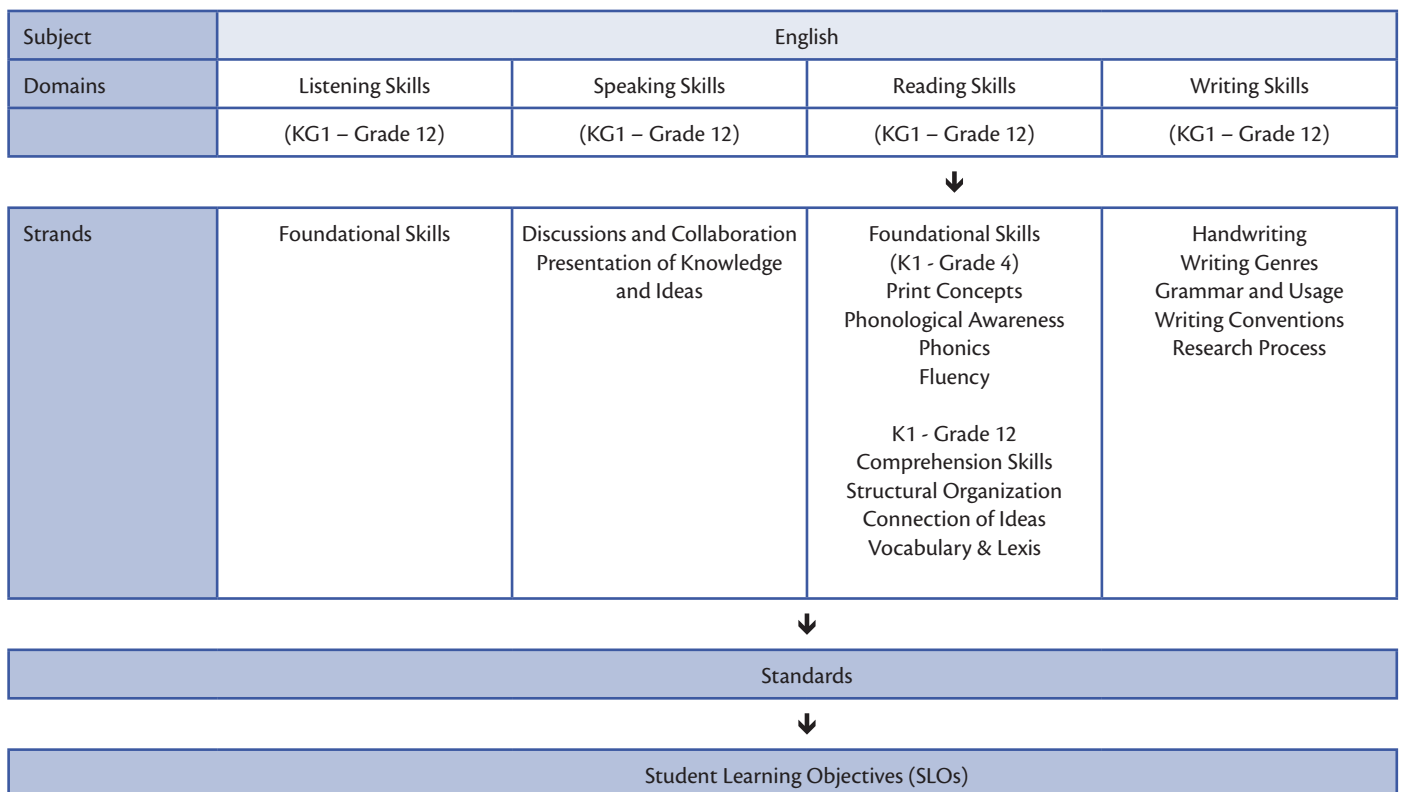 Subject
English
Domains
Listening Skills
Speaking Skills
Reading Skills
Writing Skills
(KG1 – Grade 12)
(KG1 – Grade 12)
(KG1 – Grade 12)
(KG1 – Grade 12)
Strands
Foundational Skills
Discussions and Collaboration
Presentation of Knowledge
and Ideas
Foundational Skills
(K1 - Grade 4)
Print Concepts
Phonological Awareness
Phonics
Fluency
K1 - Grade 12
Comprehension Skills
Structural Organization
Connection of Ideas
Vocabulary & Lexis
Handwriting
Writing Genres
Grammar and Usage
Writing Conventions
Research Process
Standards
Student Learning Objectives (SLOs)